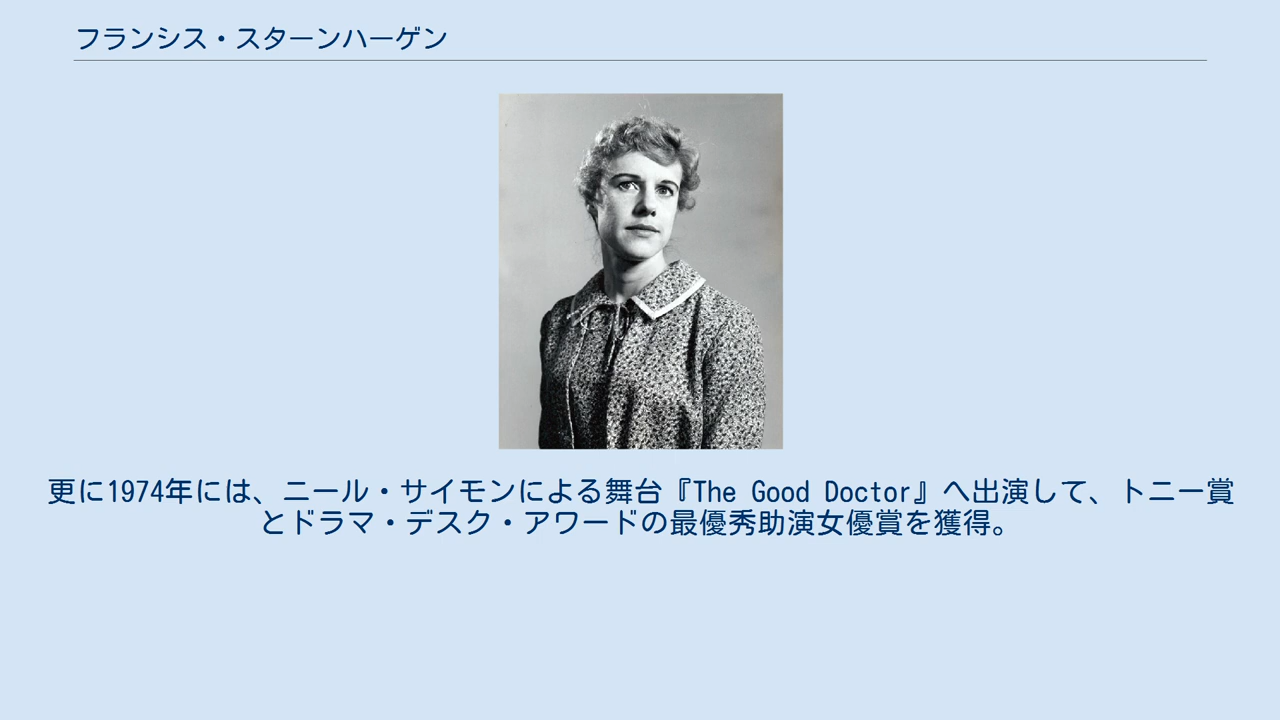 フランシス・スターンハーゲン
更に1974年には、ニール・サイモンによる舞台『The Good Doctor』へ出演して、トニー賞
とドラマ・デスク・アワードの最優秀助演女優賞を獲得。